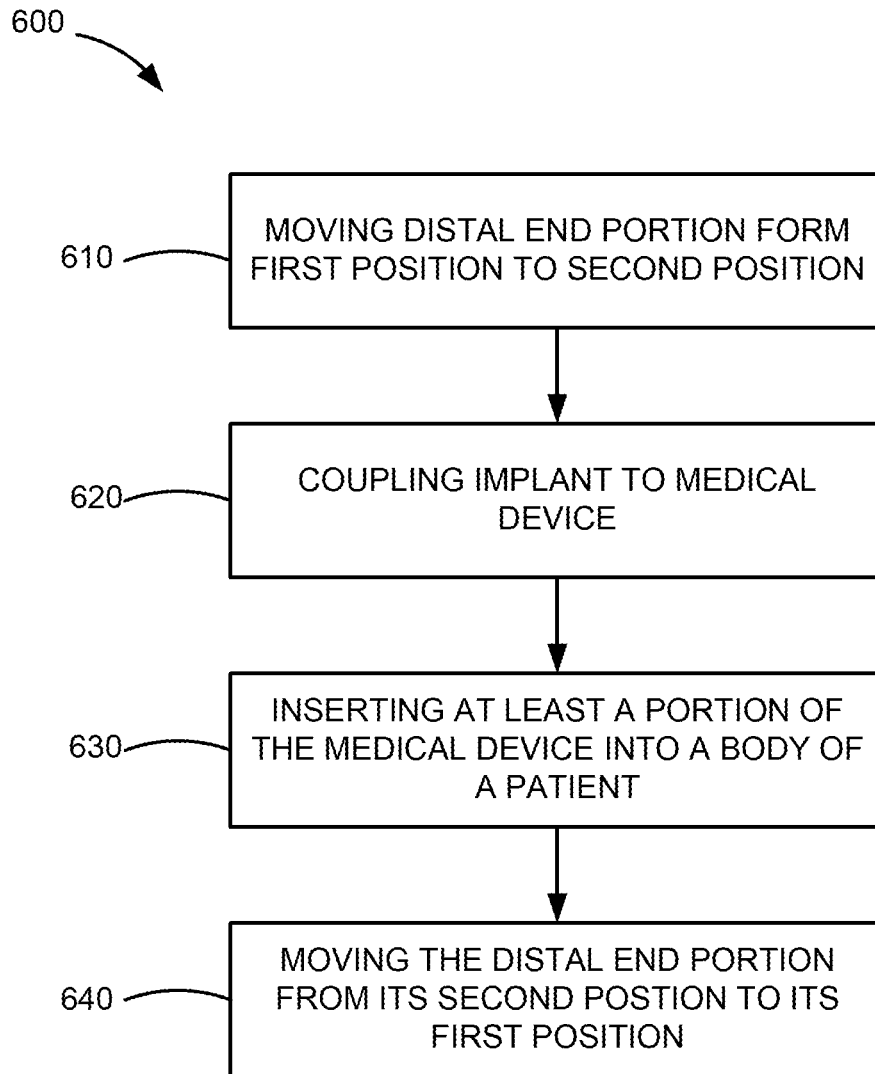 600
610
MOVING DISTAL END PORTION FORM
FIRST POSITION TO SECOND POSITION
620
COUPLING IMPLANT TO MEDICAL
DEVICE
630
INSERTING AT LEAST A PORTION OF
THE MEDICAL DEVICE INTO A BODY OF
A PATIENT
640
MOVING THE DISTAL END PORTION
FROM ITS SECOND POSTION TO ITS
FIRST POSITION